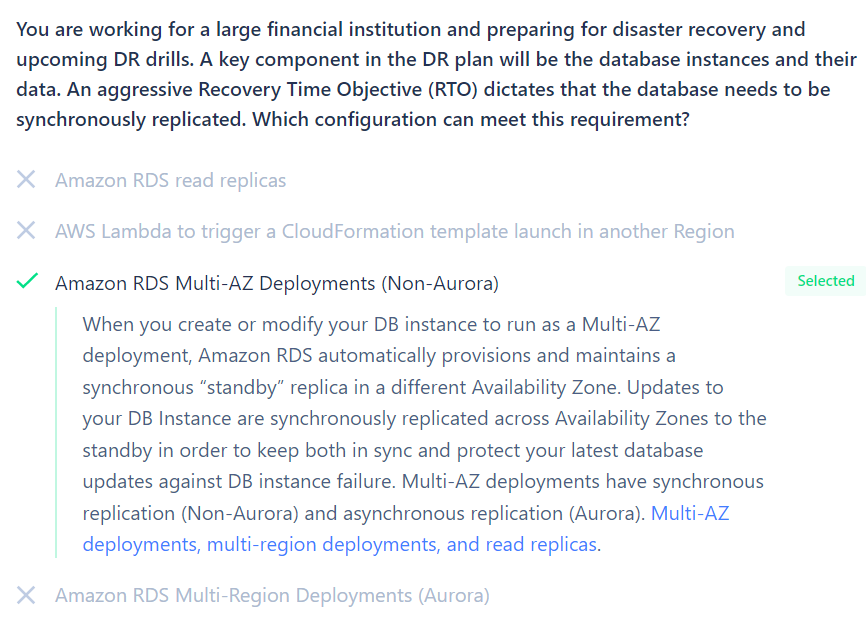 You are working for a large financial institution and preparing for disaster recovery and
upcoming DR drills. A key component in the DR plan will be the database instances and their
data. An aggressive Recovery Time Objective (RTO) dictates that the database needs to be
synchronously replicated. Which configuration can meet this requirement?
Amazon RDS read replicas
AWS Lambda to trigger a CloudFormation template launch in another Region
Amazon RDS Multi-AZ Deployments (Non-Aurora)
Selected
When you create or modify your DB instance to run as a Multi-AZ
deployment, Amazon RDS automatically provisions and maintains a
synchronous “standby” replica in a different Availability Zone. Updates to
your DB Instance are synchronously replicated across Availability Zones to the
standby in order to keep both in sync and protect your latest database
updates against DB instance failure. Multi-AZ deployments have synchronous
replication (Non-Aurora) and asynchronous replication (Aurora). Multi-AZ
deployments, multi-region deployments, and read replicas.
Amazon RDS Multi-Region Deployments (Aurora)